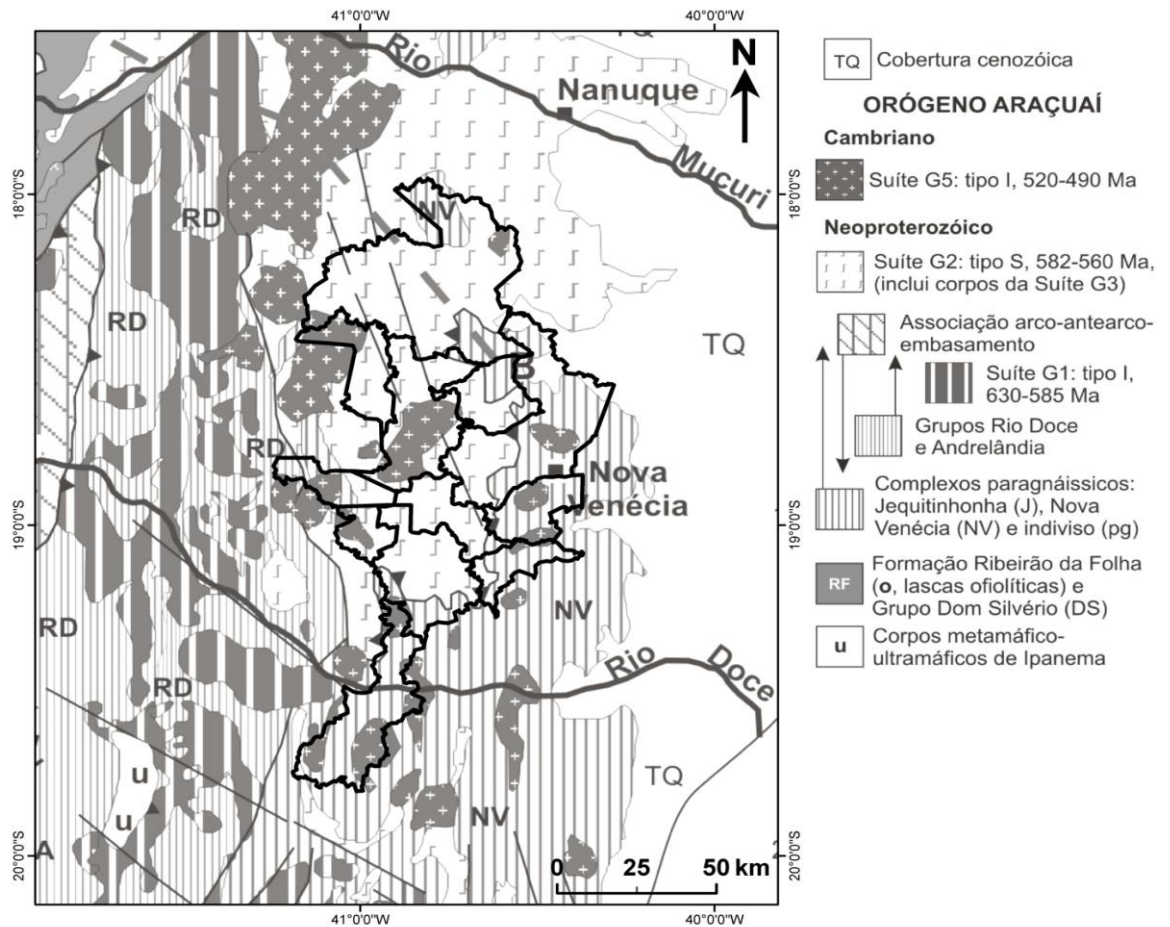 41°0'0"W
40°0'0"W
Rio
Nanuque
Mucuri
N
18°0'0"S
18°0'0"S
RD
NV
RD
TQ
B
RD
Nova
Venécia
19°0'0"S
19°0'0"S
NV
RD
Rio
Doce
RD
TQ
u
u
NV
A
20°0'0"S
20°0'0"S
0 25 50 km
41°0'0"W
40°0'0"W
TQ Cobertura cenozóica
ORÓGENO ARAÇUAÍ
Cambriano
Suíte G5: tipo I, 520-490 Ma
Neoproterozóico
Suíte G2: tipo S, 582-560 Ma,
(inclui corpos da Suíte G3)
Associação arco-antearco-
embasamento
Suíte G1: tipo I,
630-585 Ma
Grupos Rio Doce
e Andrelândia
Complexos paragnáissicos:
Jequitinhonha (J), Nova
Venécia (NV) e indiviso (pg)
RF Formação Ribeirão da Folha
(o, lascas ofiolíticas) e
Grupo Dom Silvério (DS)
u Corpos metamáfico-
ultramáficos de Ipanema